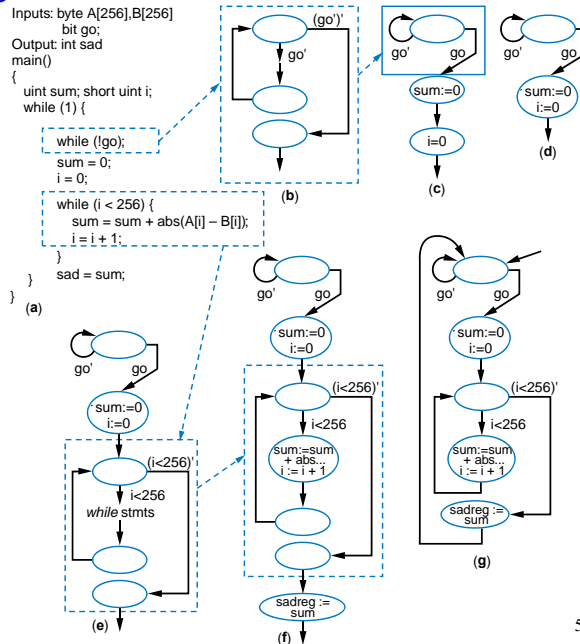 Inputs: byte A[256],B[256]
bit go;
Output: int sad
main()
{
uint sum; short uint i;
while (1) {
while (!go);
sum = 0;
i = 0;
while (i < 256) {
sum = sum + abs(A[i] – B[i]);
i = i + 1;
}
sad = sum;
}
}
(a)
(go')'
go'
(b)
go'
go
sum:=0
i=0
(c)
go'
go
sum:=0
i:=0
(d)
go'
go
sum:=0
i:=0
(i<256)'
i<256
while stmts
(e)
go'
go
sum:=0
i:=0
(i<256)'
i<256
sum:=sum
+ abs...
i := i + 1
sadreg :=
sum
(f)
go'
go
sum:=0
i:=0
(i<256)'
i<256
sum:=sum
+ abs...
i := i + 1
sadreg :=
sum
(g)
5